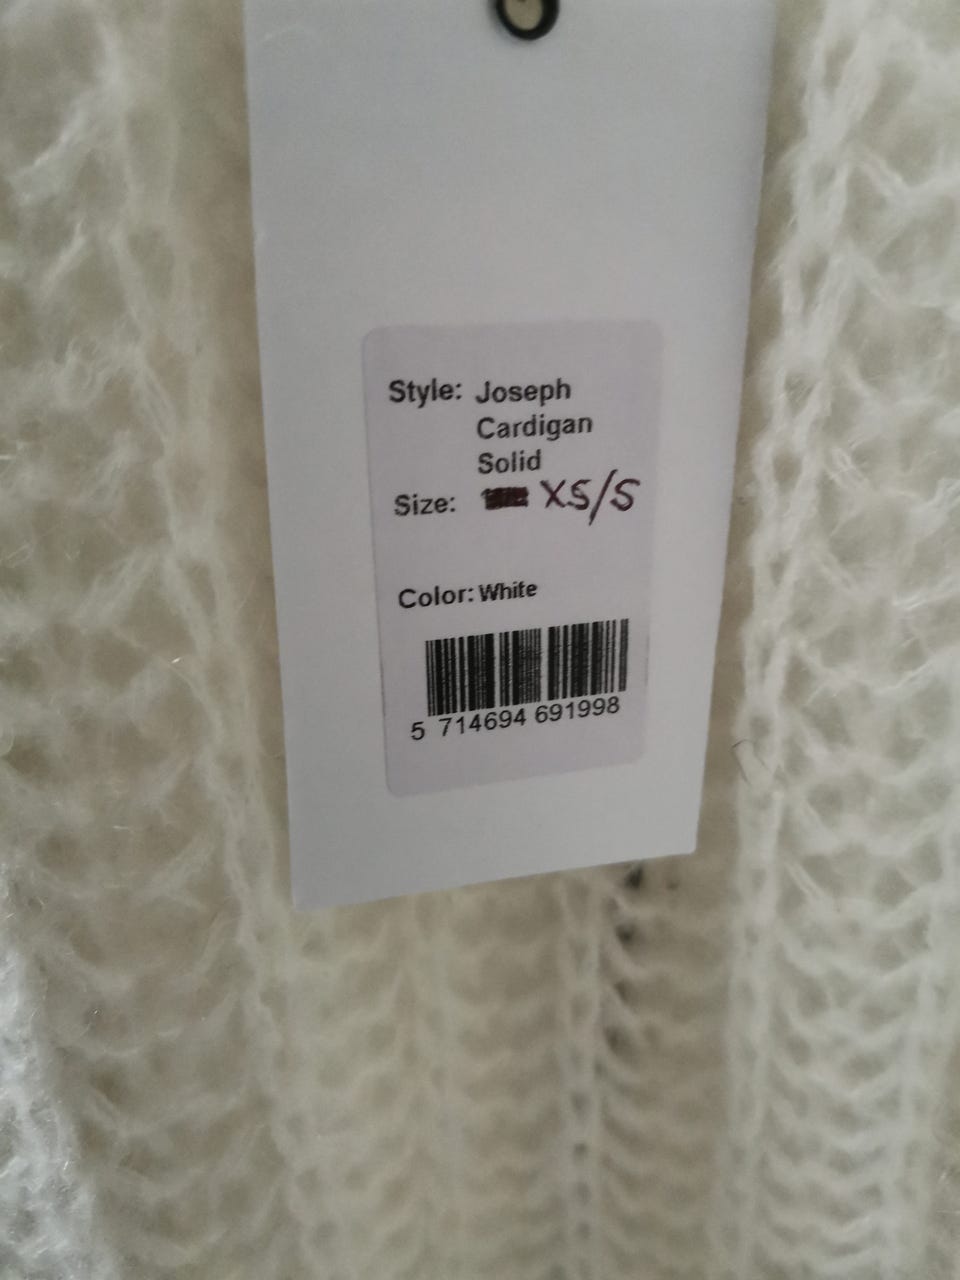 Style: Joseph
Cardigan
Solid
Size: XS/S
Color: White
5 714694 691998